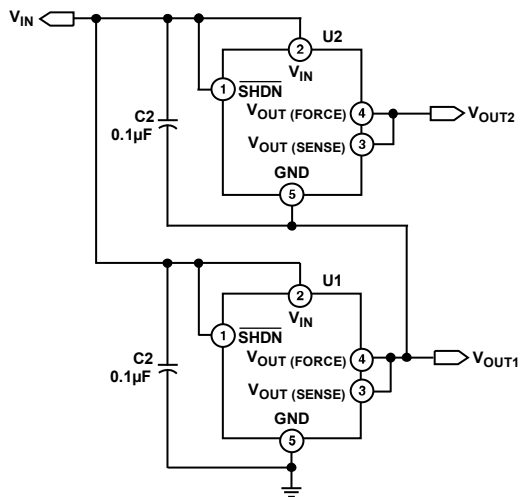 VIN
U2
2
VIN
1
SHDN
C2
0.1µF
VOUT (FORCE)
4
VOUT2
VOUT (SENSE)
3
GND
5
U1
2
VIN
1
SHDN
C2
0.1µF
VOUT (FORCE)
4
VOUT1
VOUT (SENSE)
3
GND
5